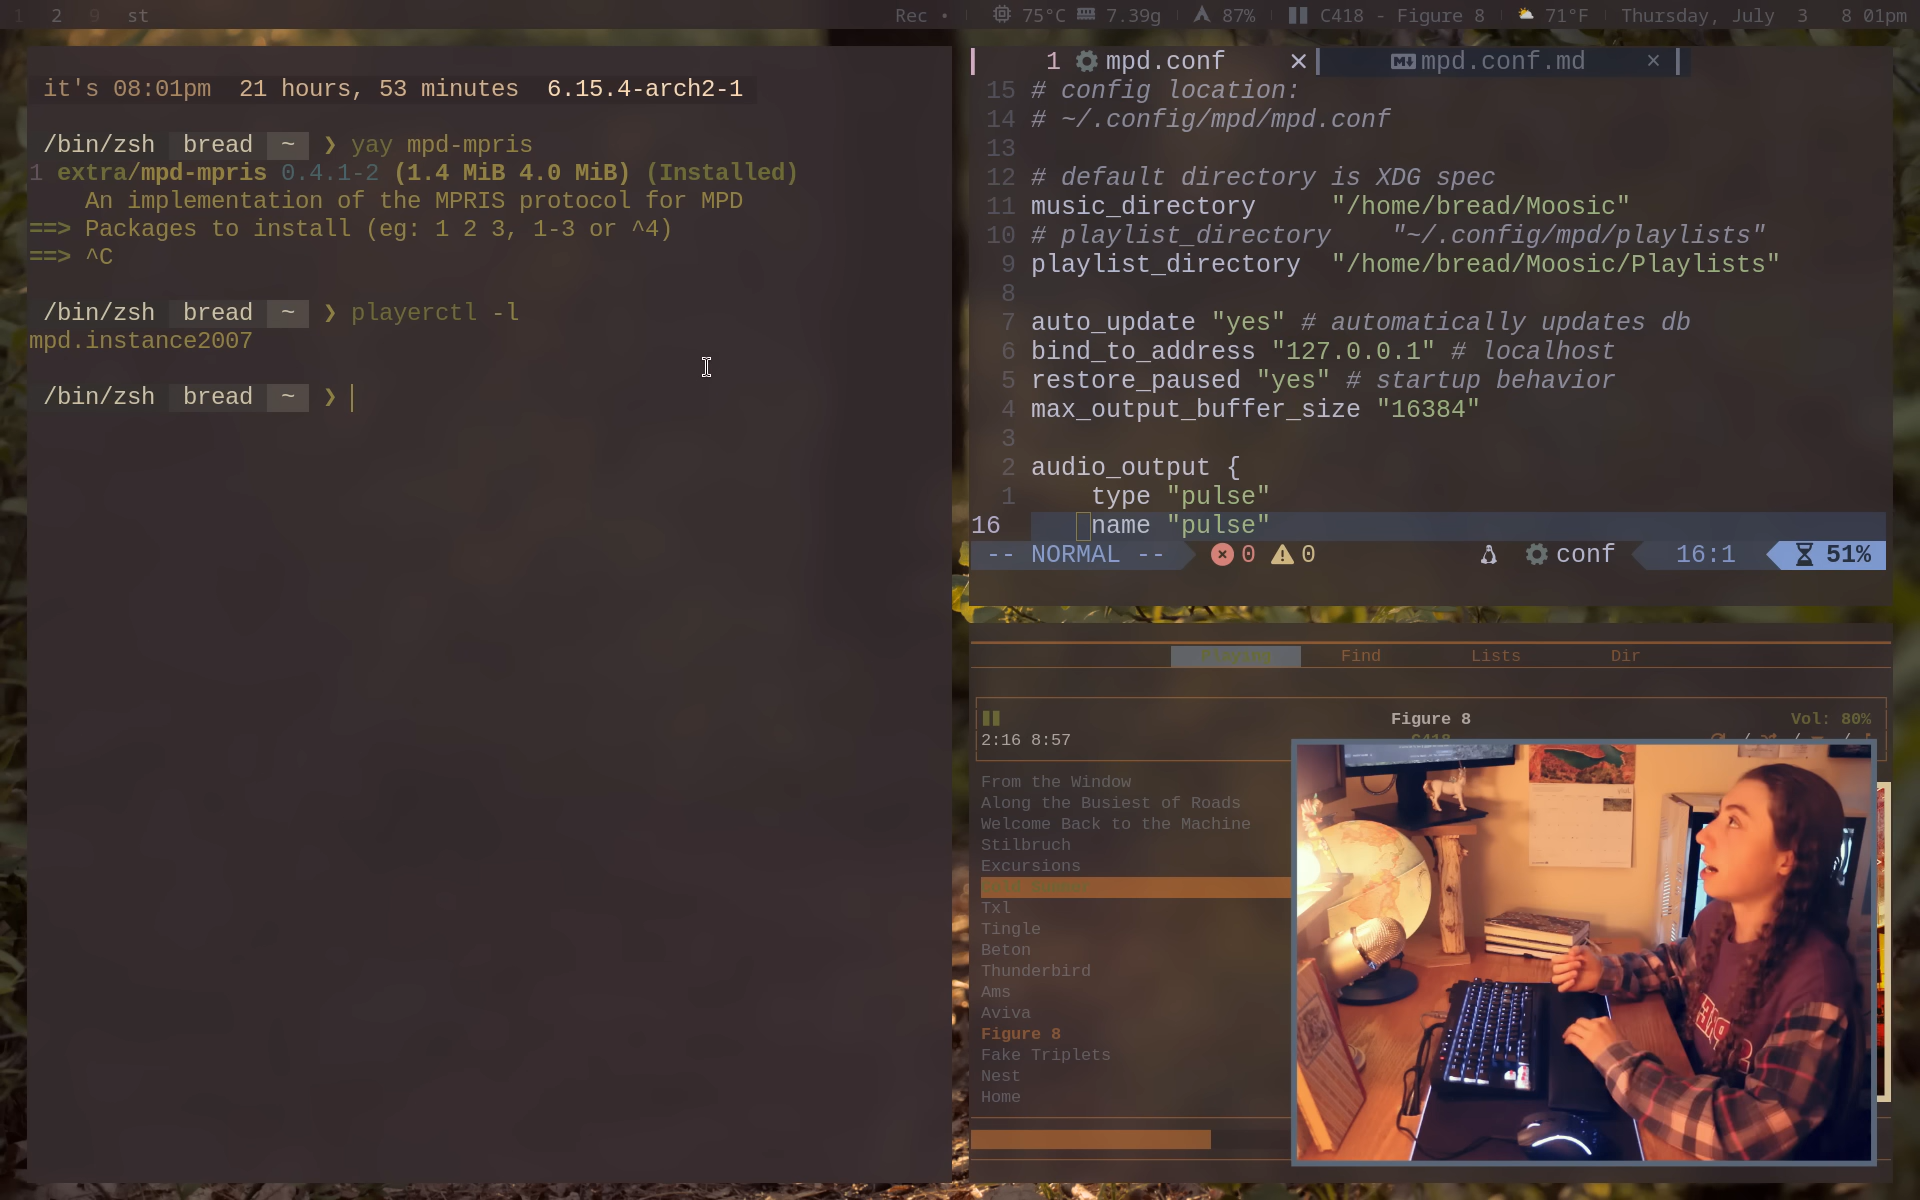 1 2 9 st Rec • 75°C 7.39g 87% C418 - Figure 8 71°F Thursday, July 3 8 01pm
it's 08:01pm 21 hours, 53 minutes 6.15.4-arch2-1
/bin/zsh bread ~ ❯ yay mpd-mpris
1 extra/mpd-mpris 0.4.1-2 (1.4 MiB 4.0 MiB) (Installed)
An implementation of the MPRIS protocol for MPD
==> Packages to install (eg: 1 2 3, 1-3 or ^4)
==> ^C
/bin/zsh bread ~ ❯ playerctl -l
mpd.instance2007
/bin/zsh bread ~ ❯
1 mpd.conf × mpd.conf.md ×
15 # config location:
14 # ~/.config/mpd/mpd.conf
13
12 # default directory is XDG spec
11 music_directory "/home/bread/Moosic"
10 # playlist_directory "~/.config/mpd/playlists"
9 playlist_directory "/home/bread/Moosic/Playlists"
8
7 auto_update "yes" # automatically updates db
6 bind_to_address "127.0.0.1" # localhost
5 restore_paused "yes" # startup behavior
4 max_output_buffer_size "16384"
3
2 audio_output {
1 type "pulse"
16 name "pulse"
-- NORMAL -- 0 0 conf 16:1 51%
Playing Find Lists Dir
Figure 8 Vol: 80%
2:16 8:57 C418
From the Window
Along the Busiest of Roads
Welcome Back to the Machine
Stilbruch
Excursions
Txl
Tingle
Beton
Thunderbird
Ams
Aviva
Figure 8
Fake Triplets
Nest
Home